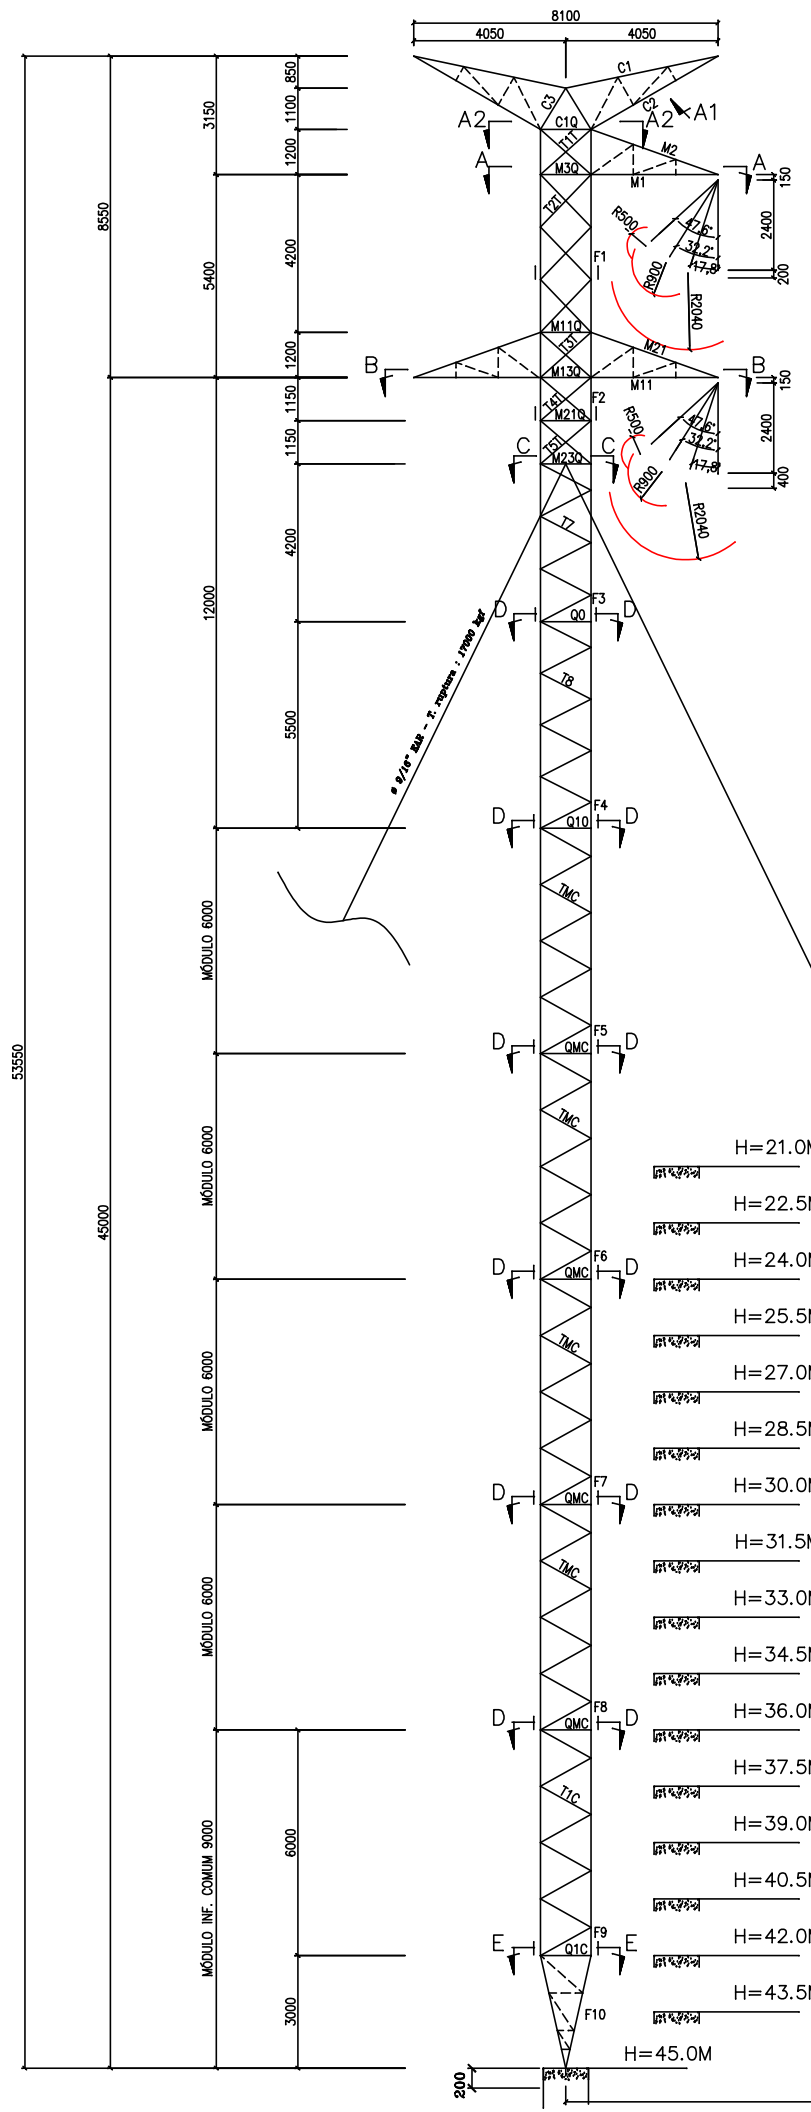 8100
4050 4050
850
1100
1200
3150
8550
5400
4200
1200
1150
1150
4200
12000
5500
53550
45000
MÓDULO 6000
MÓDULO 6000
MÓDULO 6000
MÓDULO 6000
MÓDULO INF. COMUM 9000
6000
3000
C1
C2
C3
A1
A2 C1Q A2
T1T
M2
A M3Q M1 A
T2T
F1
150
2400
200
R500
R900
47,6°
32,2°
17,8°
R2040
M11Q
T3T
M21
B M13Q M11 B
T4T
F2
M21Q
T5T
C M23Q C
150
2400
400
R500
R900
47,6°
32,2°
17,8°
R2040
T7
F3
D Q0 D
ø 9/16" EAR - T. ruptura : 17000 kgf
T8
F4
D Q10 D
TMC
F5
D QMC D
TMC
F6
D QMC D
TMC
F7
D QMC D
TMC
F8
D QMC D
T1C
F9
E Q1C E
F10
H=21.0M
H=22.5M
H=24.0M
H=25.5M
H=27.0M
H=28.5M
H=30.0M
H=31.5M
H=33.0M
H=34.5M
H=36.0M
H=37.5M
H=39.0M
H=40.5M
H=42.0M
H=43.5M
H=45.0M
200